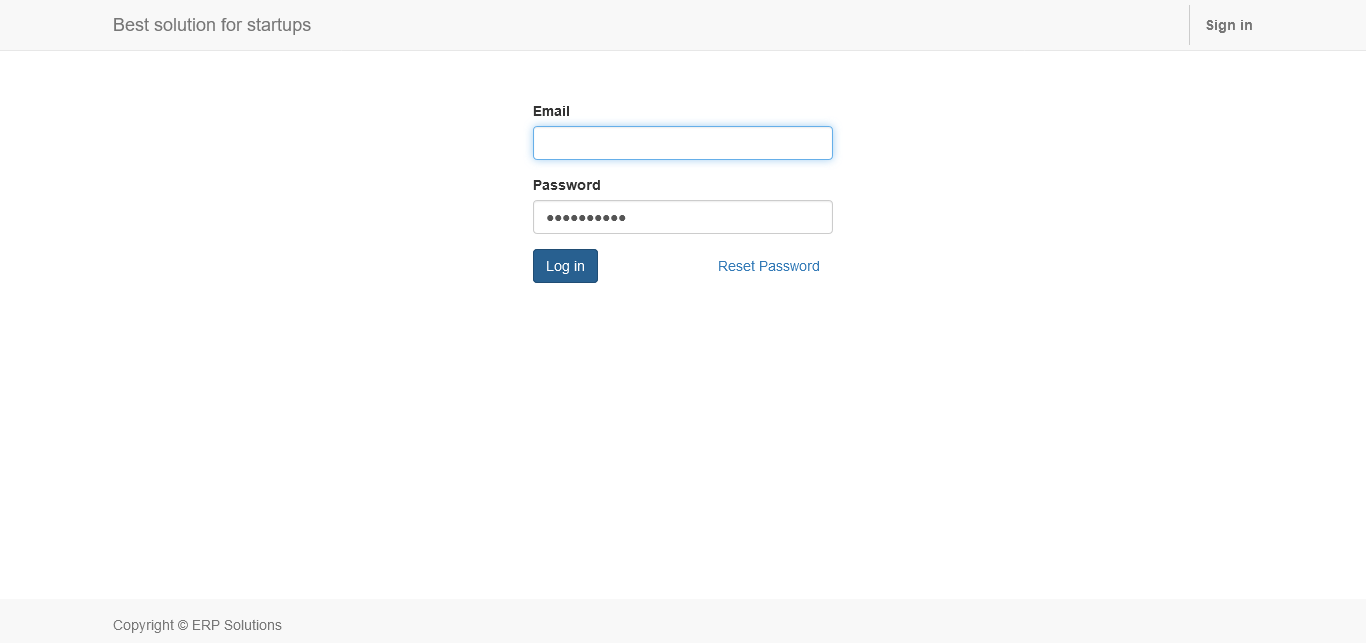 Best solution for startups
Sign in
Email
Password
••••••••••
Log in
Reset Password
Copyright © ERP Solutions